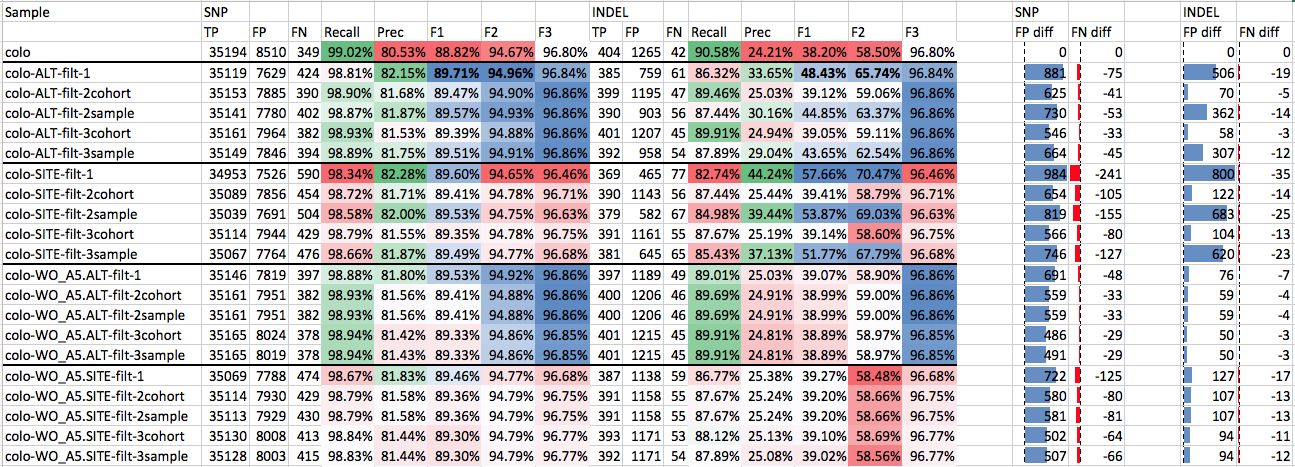 Sample SNP INDEL SNP INDEL
TP FP FN Recall Prec F1 F2 F3 TP FP FN Recall Prec F1 F2 F3 FP diff FN diff FP diff FN diff
colo 35194 8510 349 99.02% 80.53% 88.82% 94.67% 96.80% 404 1265 42 90.58% 24.21% 38.20% 58.50% 96.80% 0 0 0 0
colo-ALT-filt-1 35119 7629 424 98.81% 82.15% 89.71% 94.96% 96.84% 385 759 61 86.32% 33.65% 48.43% 65.74% 96.84% 881 -75 506 -19
colo-ALT-filt-2cohort 35153 7885 390 98.90% 81.68% 89.47% 94.90% 96.86% 399 1195 47 89.46% 25.03% 39.12% 59.06% 96.86% 625 -41 70 -5
colo-ALT-filt-2sample 35141 7780 402 98.87% 81.87% 89.57% 94.93% 96.86% 390 903 56 87.44% 30.16% 44.85% 63.37% 96.86% 730 -53 362 -14
colo-ALT-filt-3cohort 35161 7964 382 98.93% 81.53% 89.39% 94.88% 96.86% 401 1207 45 89.91% 24.94% 39.05% 59.11% 96.86% 546 -33 58 -3
colo-ALT-filt-3sample 35149 7846 394 98.89% 81.75% 89.51% 94.91% 96.86% 392 958 54 87.89% 29.04% 43.65% 62.54% 96.86% 664 -45 307 -12
colo-SITE-filt-1 34953 7526 590 98.34% 82.28% 89.60% 94.65% 96.46% 369 465 77 82.74% 44.24% 57.66% 70.47% 96.46% 984 -241 800 -35
colo-SITE-filt-2cohort 35089 7856 454 98.72% 81.71% 89.41% 94.78% 96.71% 390 1143 56 87.44% 25.44% 39.41% 58.79% 96.71% 654 -105 122 -14
colo-SITE-filt-2sample 35039 7691 504 98.58% 82.00% 89.53% 94.75% 96.63% 379 582 67 84.98% 39.44% 53.87% 69.03% 96.63% 819 -155 683 -25
colo-SITE-filt-3cohort 35114 7944 429 98.79% 81.55% 89.35% 94.78% 96.75% 391 1161 55 87.67% 25.19% 39.14% 58.60% 96.75% 566 -80 104 -13
colo-SITE-filt-3sample 35067 7764 476 98.66% 81.87% 89.49% 94.77% 96.68% 381 645 65 85.43% 37.13% 51.77% 67.79% 96.68% 746 -127 620 -23
colo-WO_A5.ALT-filt-1 35146 7819 397 98.88% 81.80% 89.53% 94.92% 96.86% 397 1189 49 89.01% 25.03% 39.07% 58.90% 96.86% 691 -48 76 -7
colo-WO_A5.ALT-filt-2cohort 35161 7951 382 98.93% 81.56% 89.41% 94.88% 96.86% 400 1206 46 89.69% 24.91% 38.99% 59.00% 96.86% 559 -33 59 -4
colo-WO_A5.ALT-filt-2sample 35161 7951 382 98.93% 81.56% 89.41% 94.88% 96.86% 400 1206 46 89.69% 24.91% 38.99% 59.00% 96.86% 559 -33 59 -4
colo-WO_A5.ALT-filt-3cohort 35165 8024 378 98.94% 81.42% 89.33% 94.86% 96.85% 401 1215 45 89.91% 24.81% 38.89% 58.97% 96.85% 486 -29 50 -3
colo-WO_A5.ALT-filt-3sample 35165 8019 378 98.94% 81.43% 89.33% 94.86% 96.85% 401 1215 45 89.91% 24.81% 38.89% 58.97% 96.85% 491 -29 50 -3
colo-WO_A5.SITE-filt-1 35069 7788 474 98.67% 81.83% 89.46% 94.77% 96.68% 387 1138 59 86.77% 25.38% 39.27% 58.48% 96.68% 722 -125 127 -17
colo-WO_A5.SITE-filt-2cohort 35114 7930 429 98.79% 81.58% 89.36% 94.79% 96.75% 391 1158 55 87.67% 25.24% 39.20% 58.66% 96.75% 580 -80 107 -13
colo-WO_A5.SITE-filt-2sample 35113 7929 430 98.79% 81.58% 89.36% 94.79% 96.75% 391 1158 55 87.67% 25.24% 39.20% 58.66% 96.75% 581 -81 107 -13
colo-WO_A5.SITE-filt-3cohort 35130 8008 413 98.84% 81.44% 89.30% 94.79% 96.77% 393 1171 53 88.12% 25.13% 39.10% 58.69% 96.77% 502 -64 94 -11
colo-WO_A5.SITE-filt-3sample 35128 8003 415 98.83% 81.44% 89.30% 94.79% 96.77% 392 1171 54 87.89% 25.08% 39.02% 58.56% 96.77% 507 -66 94 -12